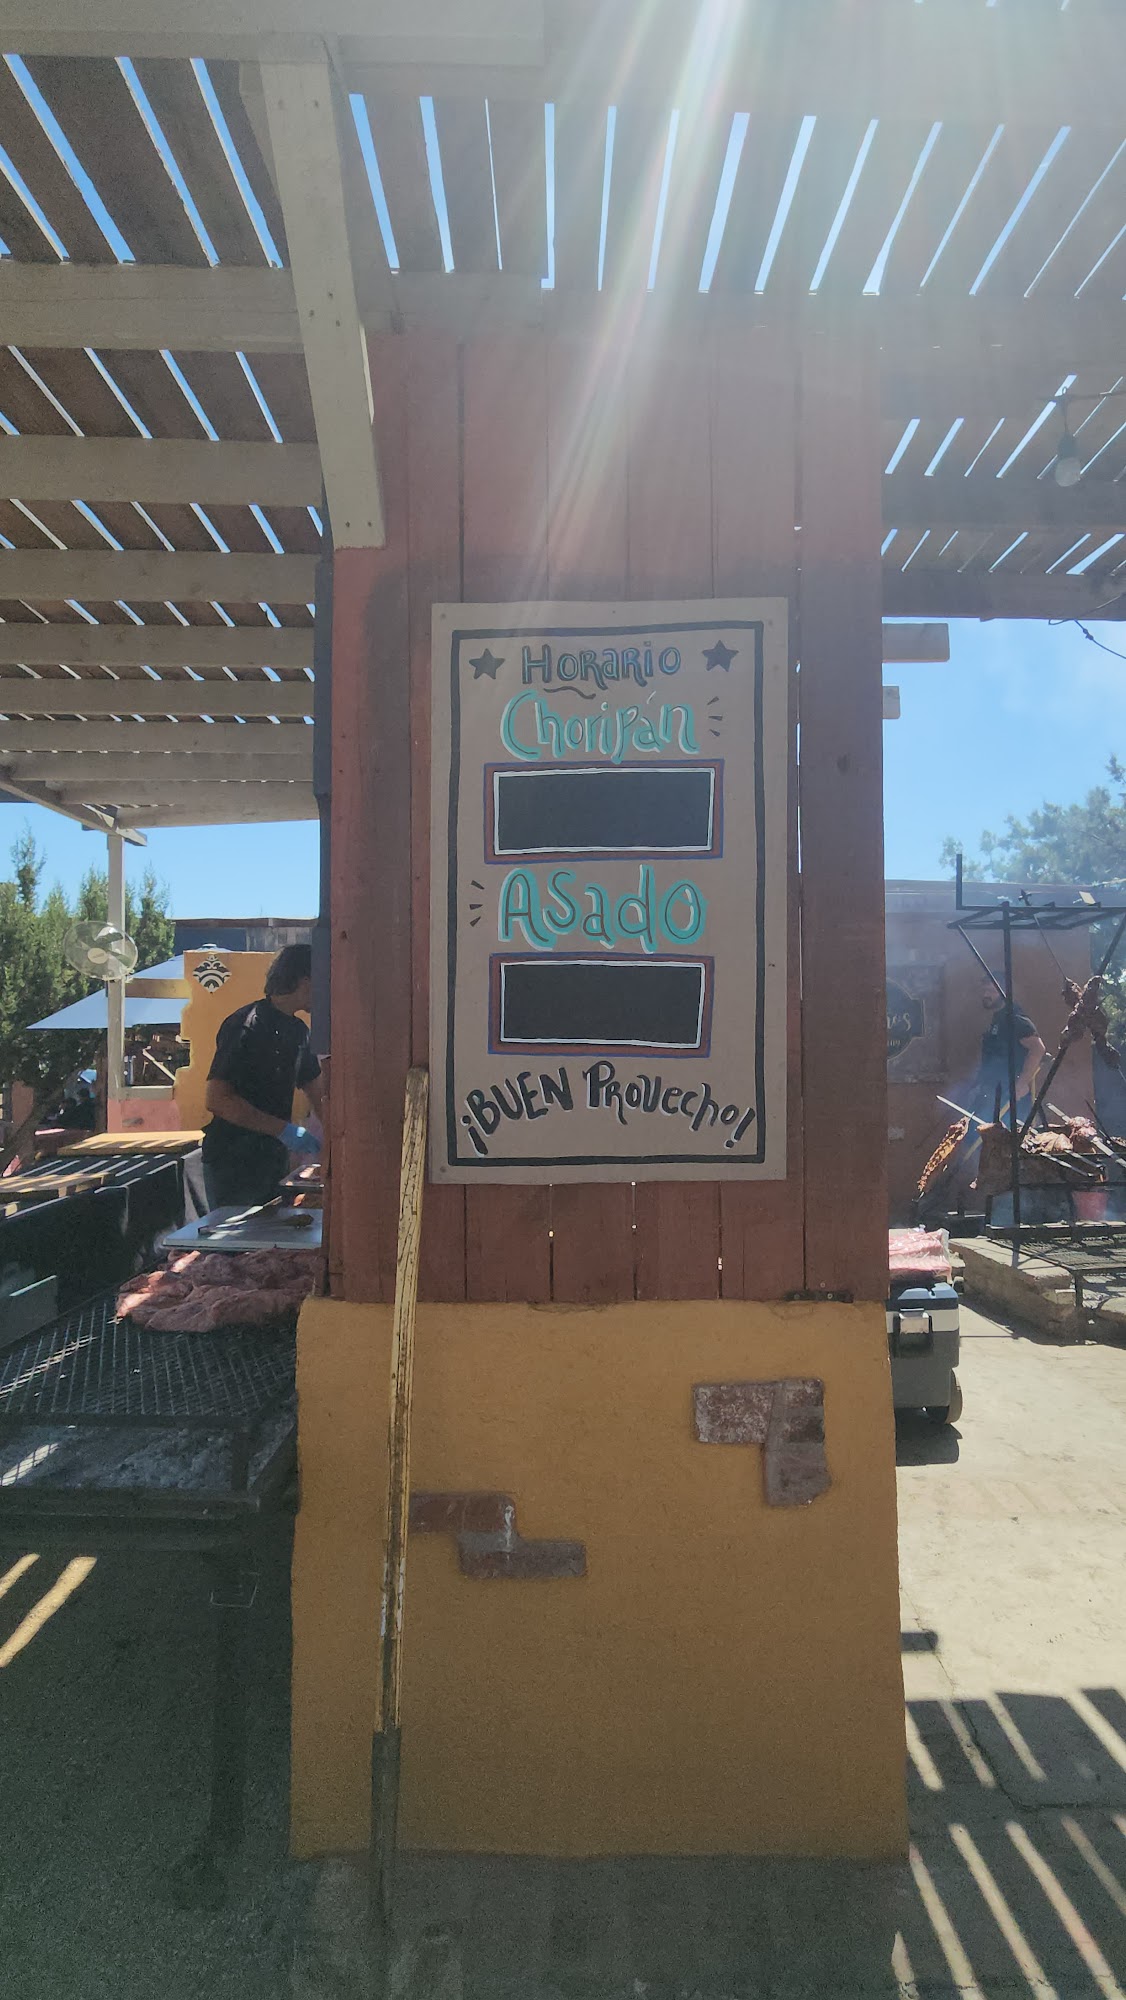 Horario
Choripán
Asado
¡Buen Provecho!